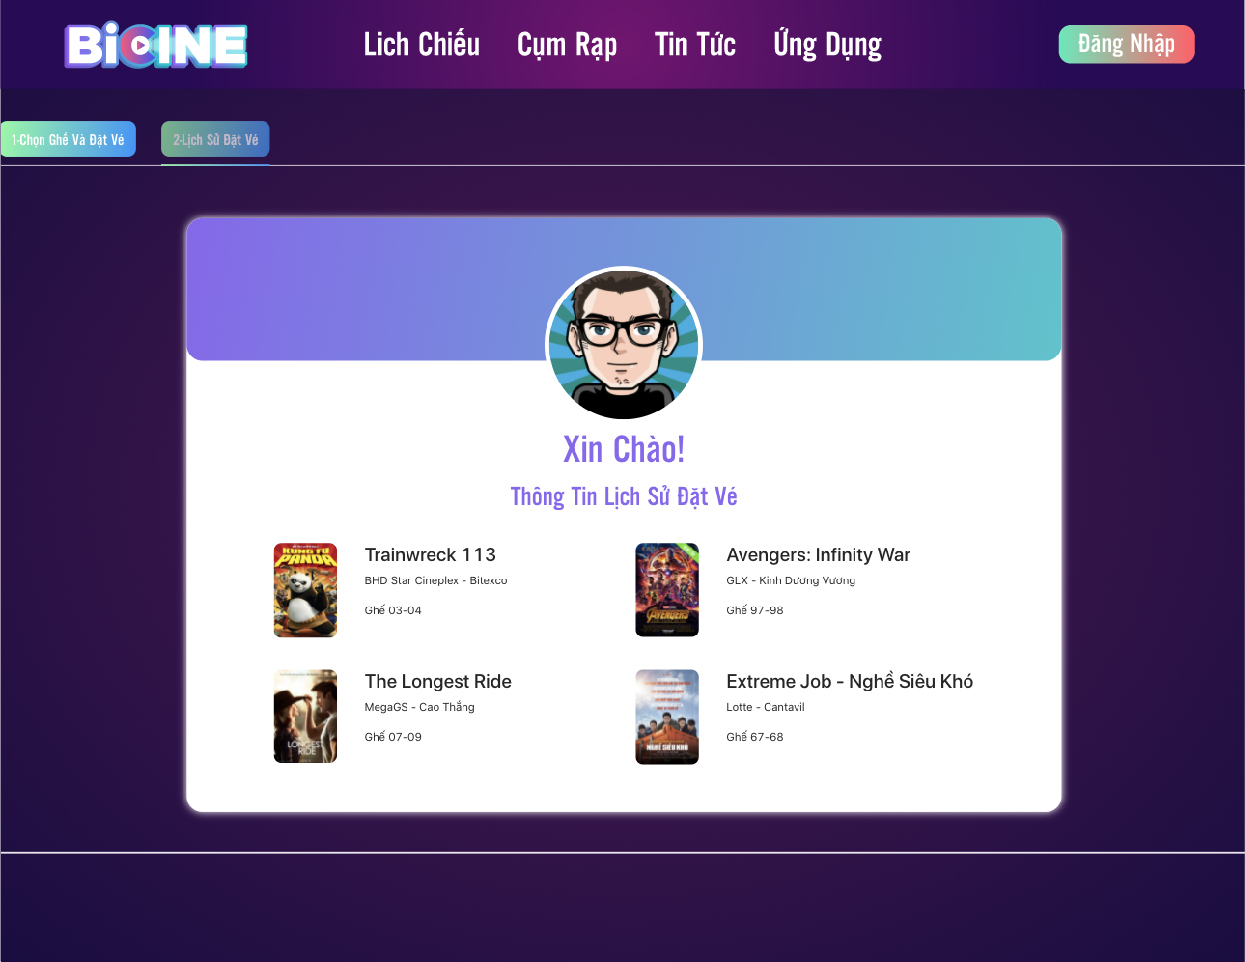 BiCINE
Lich Chiếu Cụm Rạp Tin Tức Ứng Dụng Đăng Nhập
1-Chọn Ghế Và Đặt Vé 2-Lịch Sử Đặt Vé
Xin Chào!
Thông Tin Lịch Sử Đặt Vé
KUNG FU
PANDA
Trainwreck 113
BHD Star Cineplex - Bitexco
Ghế 03-04
AVENGERS
Avengers: Infinity War
GLX - Kinh Dương Vương
Ghế 97-98
LONGEST
RIDE
The Longest Ride
MegaGS - Cao Thắng
Ghế 07-09
NGHỀ SIÊU KHÓ
Extreme Job - Nghề Siêu Khó
Lotte - Cantavil
Ghế 67-68